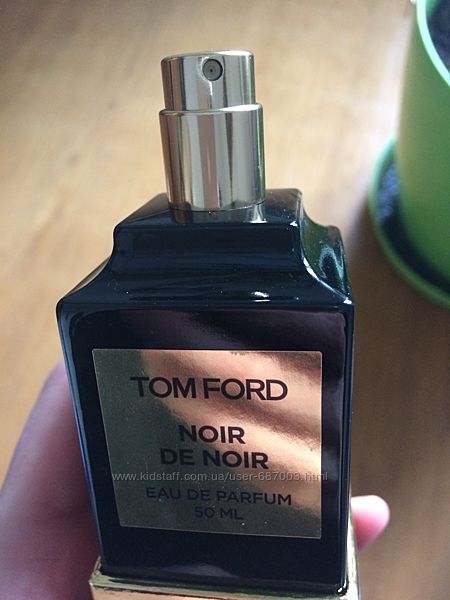 TOM FORD
NOIR
DE NOIR
www.kidstaff.com.ua/user-687003.html
EAU DE PARFUM
50 ML